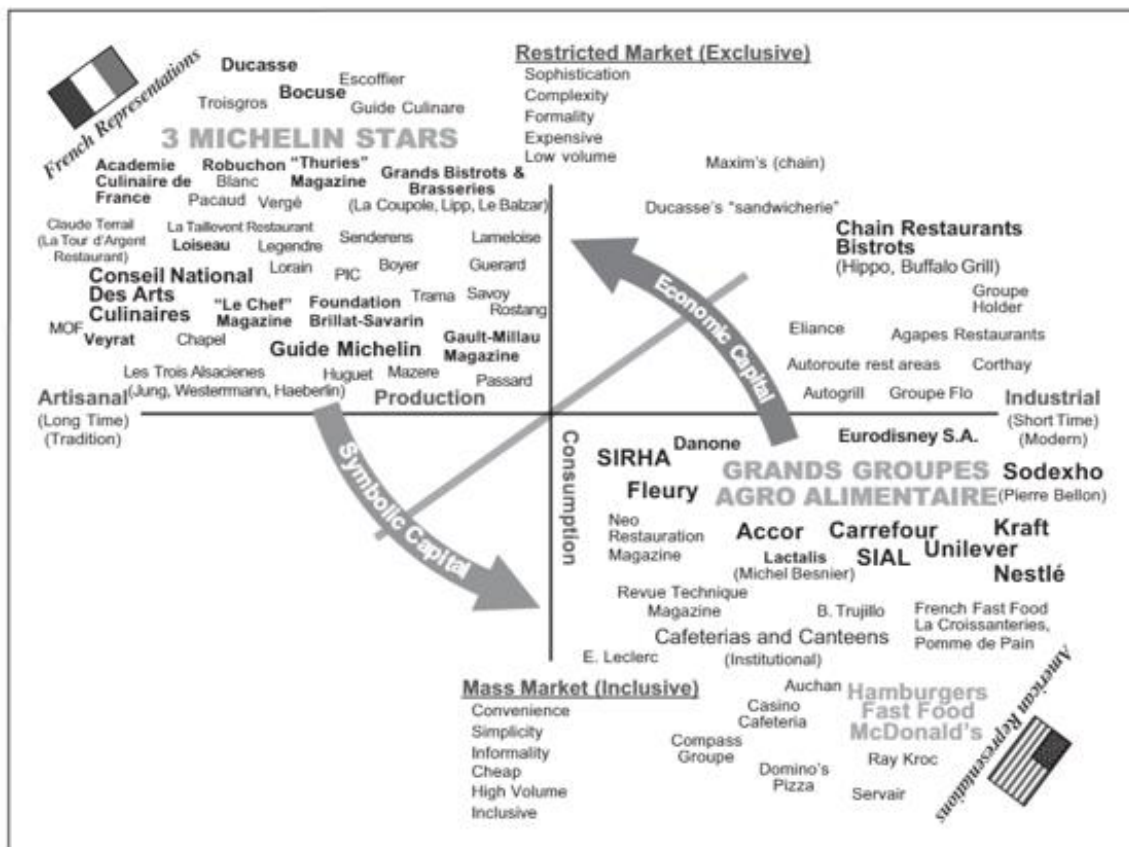 French Representations
Ducasse
Escoffier
Bocuse
Troisgros
Guide Culinare
3 MICHELIN STARS
Academie
Culinaire de
France
Robuchon
Blanc
Pacaud
Vergé
"Thuries"
Magazine
Grands Bistrots &
Brasseries
(La Coupole, Lipp, Le Balzar)
Claude Terrail
(La Tour d'Argent
Restaurant)
La Taillevent Restaurant
Loiseau
Legendre
Senderens
Lameloise
Lorain
PIC
Boyer
Guerard
Conseil National
Des Arts
Culinaires
"Le Chef"
Magazine
Foundation
Brillat-Savarin
Trama
Savoy
Rostang
MOF
Veyrat
Chapel
Guide Michelin
Gault-Millau
Magazine
Les Trois Alsacienes
(Jung, Westerrmann, Haeberlin)
Huguet
Mazere
Passard
Restricted Market (Exclusive)
Sophistication
Complexity
Formality
Expensive
Low volume
Maxim's (chain)
Ducasse's "sandwicherie"
Chain Restaurants
Bistrots
(Hippo, Buffalo Grill)
Groupe
Holder
Eliance
Agapes Restaurants
Autoroute rest areas
Corthay
Autogrill
Groupe Flo
Economic Capital
Artisanal
(Long Time)
(Tradition)
Production
Industrial
(Short Time)
(Modern)
Symbolic Capital
Consumption
Danone
Eurodisney S.A.
SIRHA
GRANDS GROUPES
AGRO ALIMENTAIRE
Sodexho
(Pierre Bellon)
Fleury
Neo
Restauration
Magazine
Accor
Carrefour
Kraft
Lactalis
(Michel Besnier)
SIAL
Unilever
Nestlé
Revue Technique
Magazine
B. Trujillo
French Fast Food
La Croissanteries,
Pomme de Pain
Cafeterias and Canteens
(Institutional)
E. Leclerc
Mass Market (Inclusive)
Convenience
Simplicity
Informality
Cheap
High Volume
Inclusive
Auchan
Casino
Cafeteria
Hamburgers
Fast Food
McDonald's
Compass
Groupe
Domino's
Pizza
Ray Kroc
Servair
American Representations